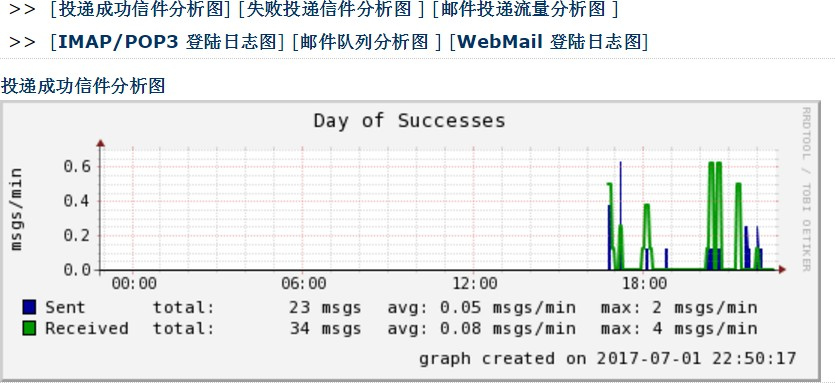 >> [投递成功信件分析图] [失败投递信件分析图 ] [邮件投递流量分析图 ]
>> [IMAP/POP3 登陆日志图] [邮件队列分析图 ] [WebMail 登陆日志图]
投递成功信件分析图
Day of Successes
RRDTOOL / TOBI OETIKER
msgs/min
0.6
0.4
0.2
0.0
00:00 06:00 12:00 18:00
Sent total: 23 msgs avg: 0.05 msgs/min max: 2 msgs/min
Received total: 34 msgs avg: 0.08 msgs/min max: 4 msgs/min
graph created on 2017-07-01 22:50:17